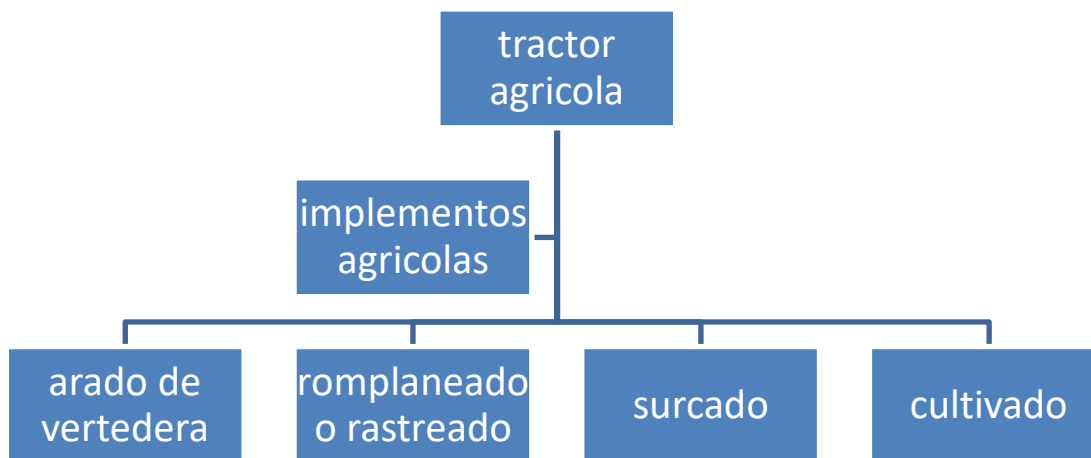 tractor
agricola
implementos
agricolas
arado de
vertedera
romplaneado
o rastreado
surcado
cultivado